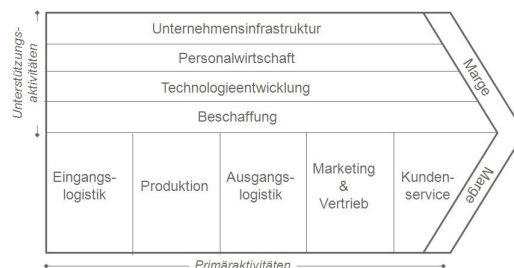 Unterstützungs-
aktivitäten
Unternehmensinfrastruktur
Personalwirtschaft
Technologieentwicklung
Beschaffung
Marge
Eingangs-
logistik
Produktion
Ausgangs-
logistik
Marketing
&
Vertrieb
Kunden-
service
Marge
Primäraktivitäten